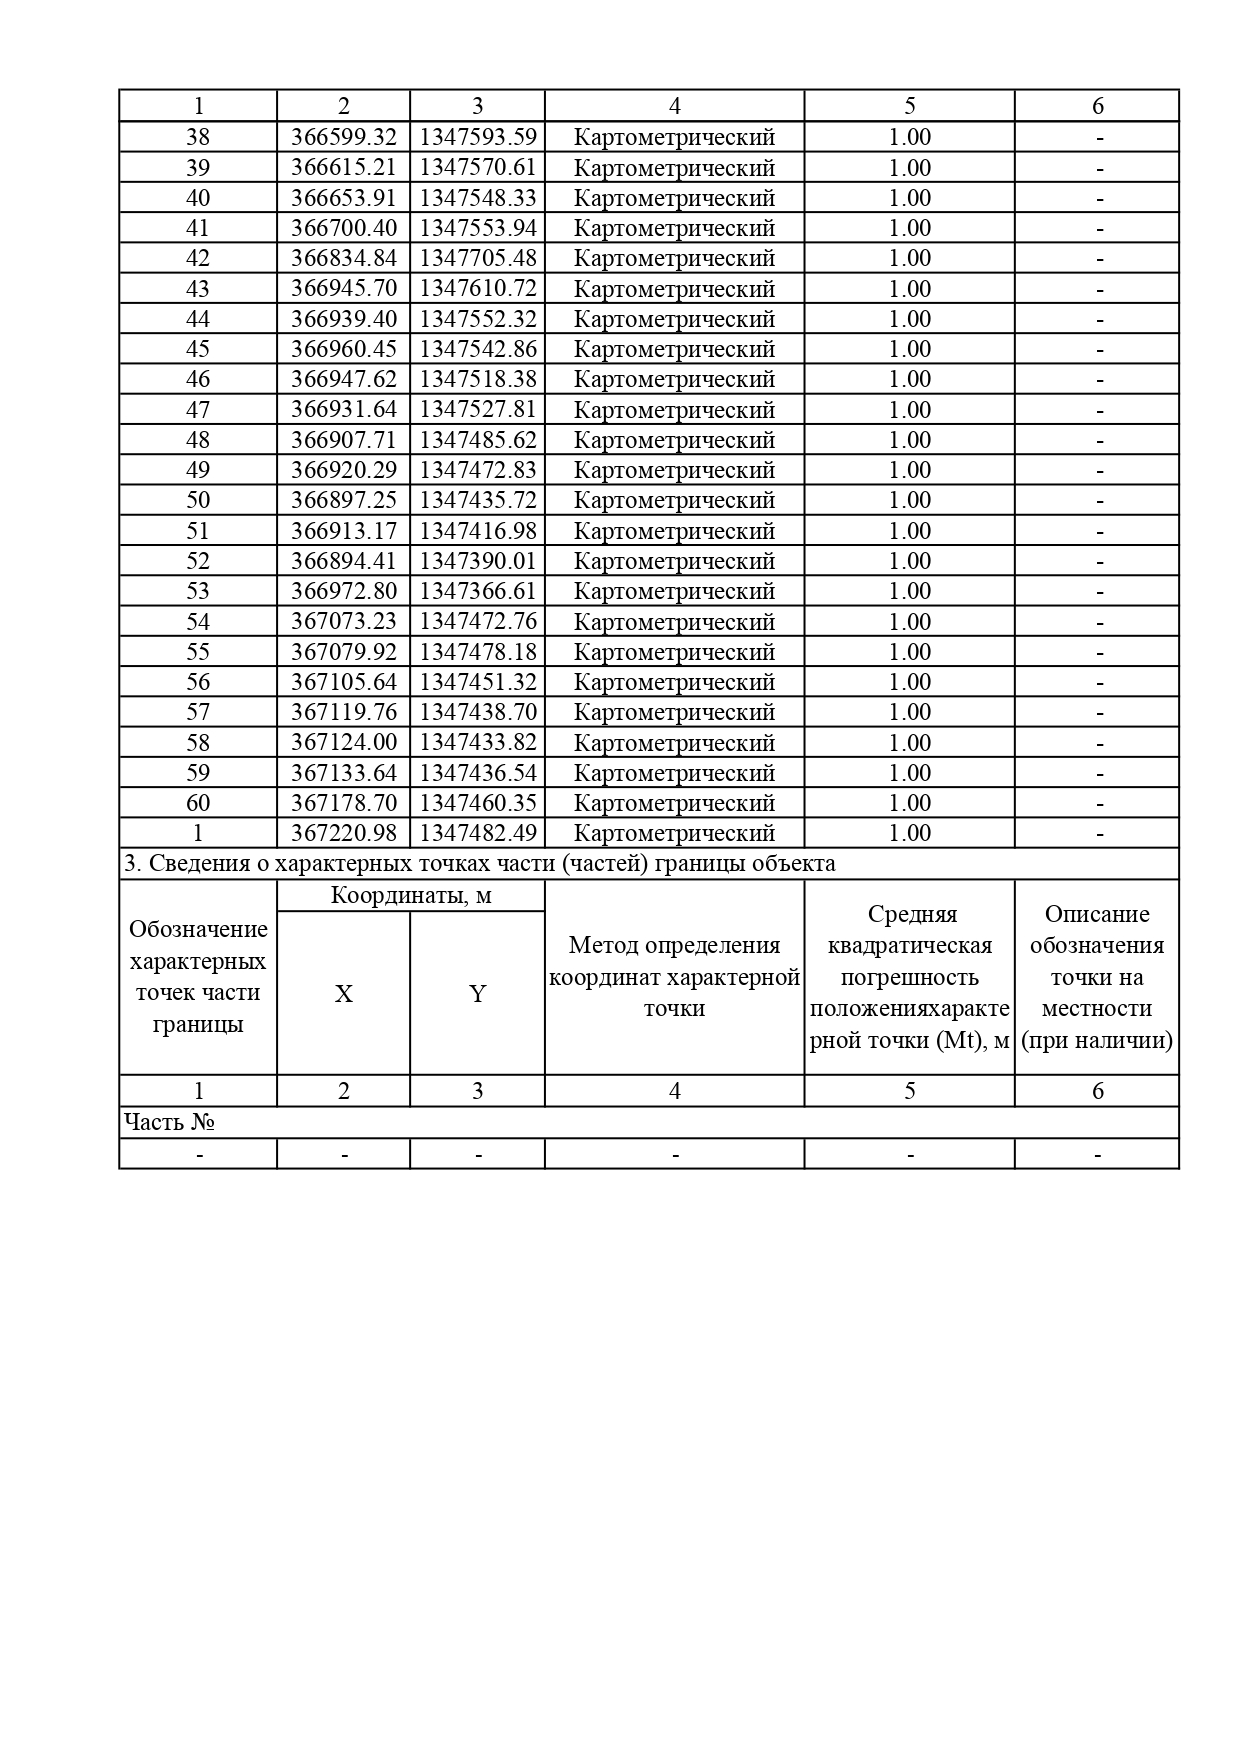 1 2 3 4 5 6
38 366599.32 1347593.59 Картометрический 1.00 -
39 366615.21 1347570.61 Картометрический 1.00 -
40 366653.91 1347548.33 Картометрический 1.00 -
41 366700.40 1347553.94 Картометрический 1.00 -
42 366834.84 1347705.48 Картометрический 1.00 -
43 366945.70 1347610.72 Картометрический 1.00 -
44 366939.40 1347552.32 Картометрический 1.00 -
45 366960.45 1347542.86 Картометрический 1.00 -
46 366947.62 1347518.38 Картометрический 1.00 -
47 366931.64 1347527.81 Картометрический 1.00 -
48 366907.71 1347485.62 Картометрический 1.00 -
49 366920.29 1347472.83 Картометрический 1.00 -
50 366897.25 1347435.72 Картометрический 1.00 -
51 366913.17 1347416.98 Картометрический 1.00 -
52 366894.41 1347390.01 Картометрический 1.00 -
53 366972.80 1347366.61 Картометрический 1.00 -
54 367073.23 1347472.76 Картометрический 1.00 -
55 367079.92 1347478.18 Картометрический 1.00 -
56 367105.64 1347451.32 Картометрический 1.00 -
57 367119.76 1347438.70 Картометрический 1.00 -
58 367124.00 1347433.82 Картометрический 1.00 -
59 367133.64 1347436.54 Картометрический 1.00 -
60 367178.70 1347460.35 Картометрический 1.00 -
1 367220.98 1347482.49 Картометрический 1.00 -
3. Сведения о характерных точках части (частей) границы объекта
Обозначение
характерных
точек части
границы
Координаты, м
X
Y
Метод определения
координат характерной
точки
Средняя
квадратическая
погрешность
положенияхаракте
рной точки (Mt), м
Описание
обозначения
точки на
местности
(при наличии)
1 2 3 4 5 6
Часть №
- - - - - -